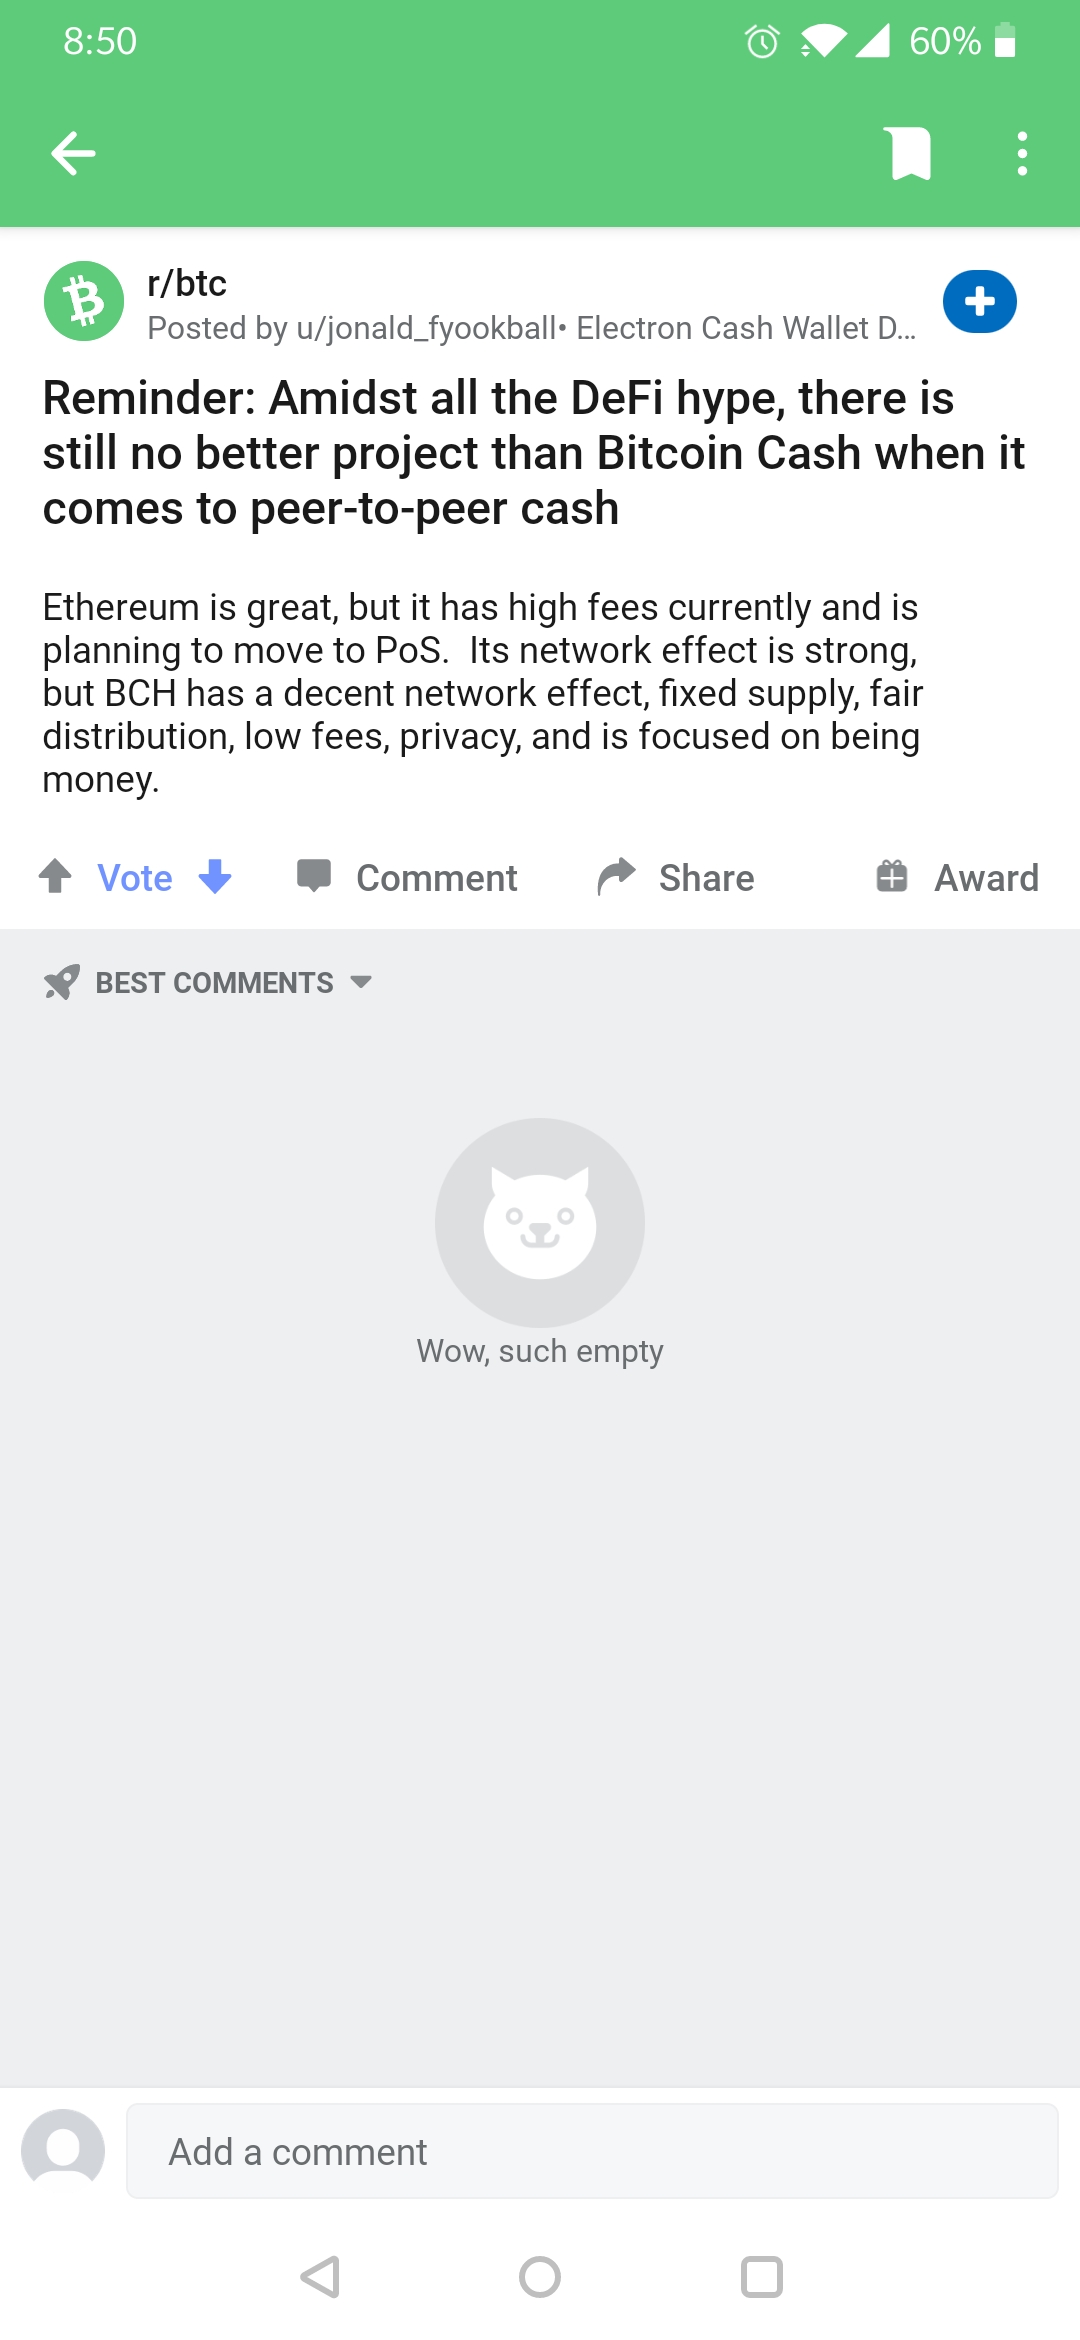 8:50
60%
r/btc
Posted by u/jonald_fyookball• Electron Cash Wallet D...
Reminder: Amidst all the DeFi hype, there is
still no better project than Bitcoin Cash when it
comes to peer-to-peer cash
Ethereum is great, but it has high fees currently and is
planning to move to PoS.  Its network effect is strong,
but BCH has a decent network effect, fixed supply, fair
distribution, low fees, privacy, and is focused on being
money.
Vote Comment Share Award
BEST COMMENTS
Wow, such empty
Add a comment